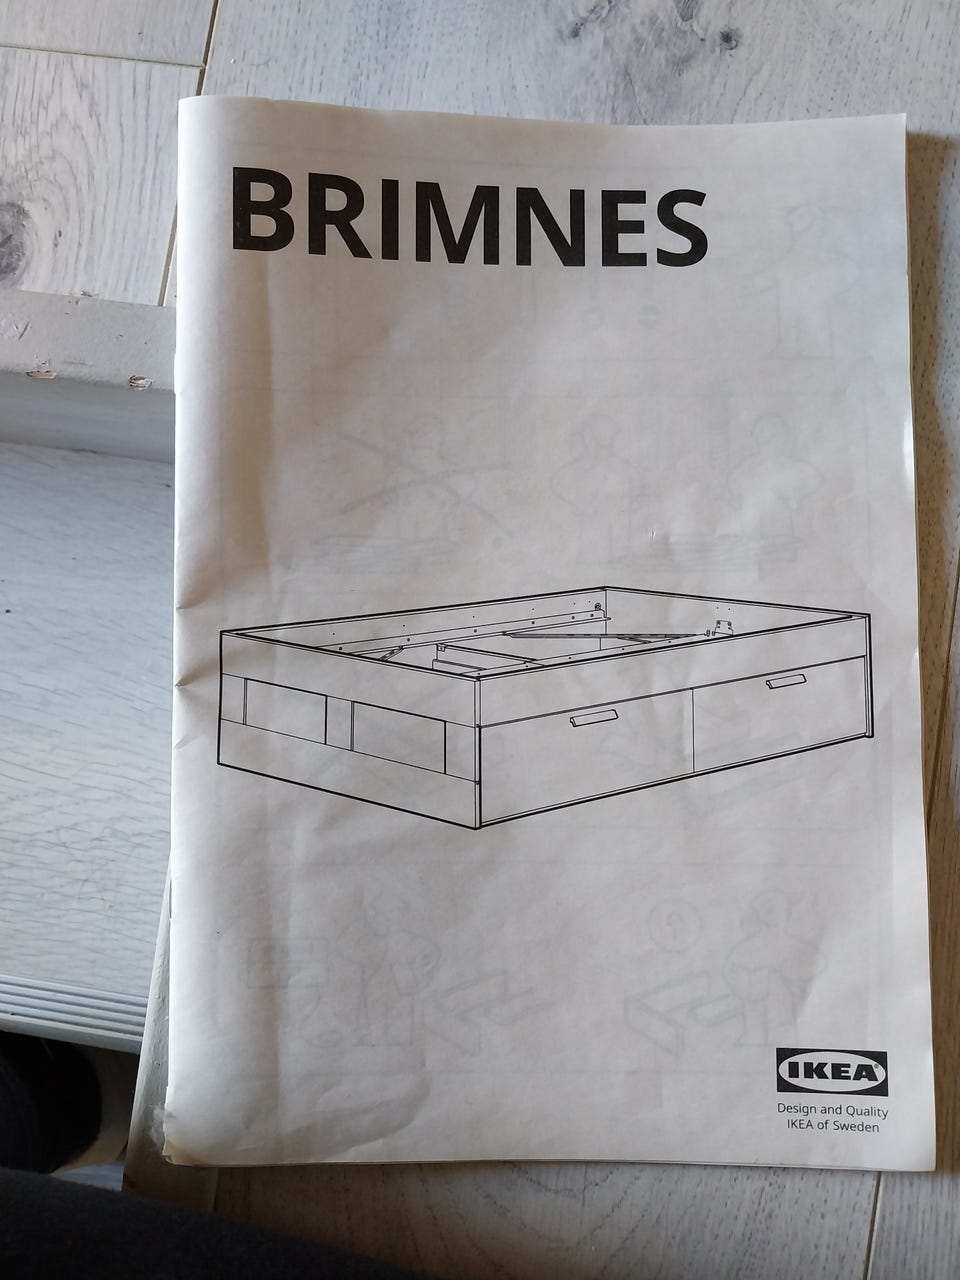 BRIMNES
IKEA
Design and Quality
IKEA of Sweden